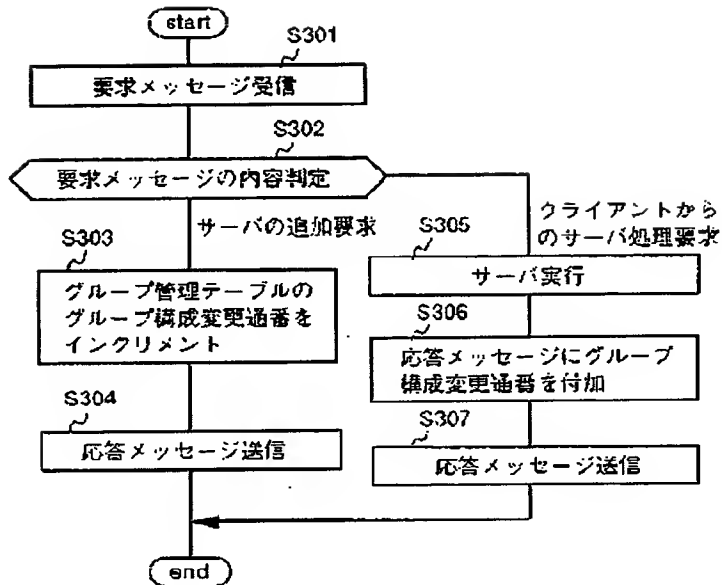 start
S301
要求メッセージ受信
S302
要求メッセージの内容判定
サーバの追加要求
クライアントから
のサーバ処理要求
S303
グループ管理テーブルの
グループ構成変更通番を
インクリメント
S304
応答メッセージ送信
S305
サーバ実行
S306
応答メッセージにグループ
構成変更通番を付加
S307
応答メッセージ送信
end